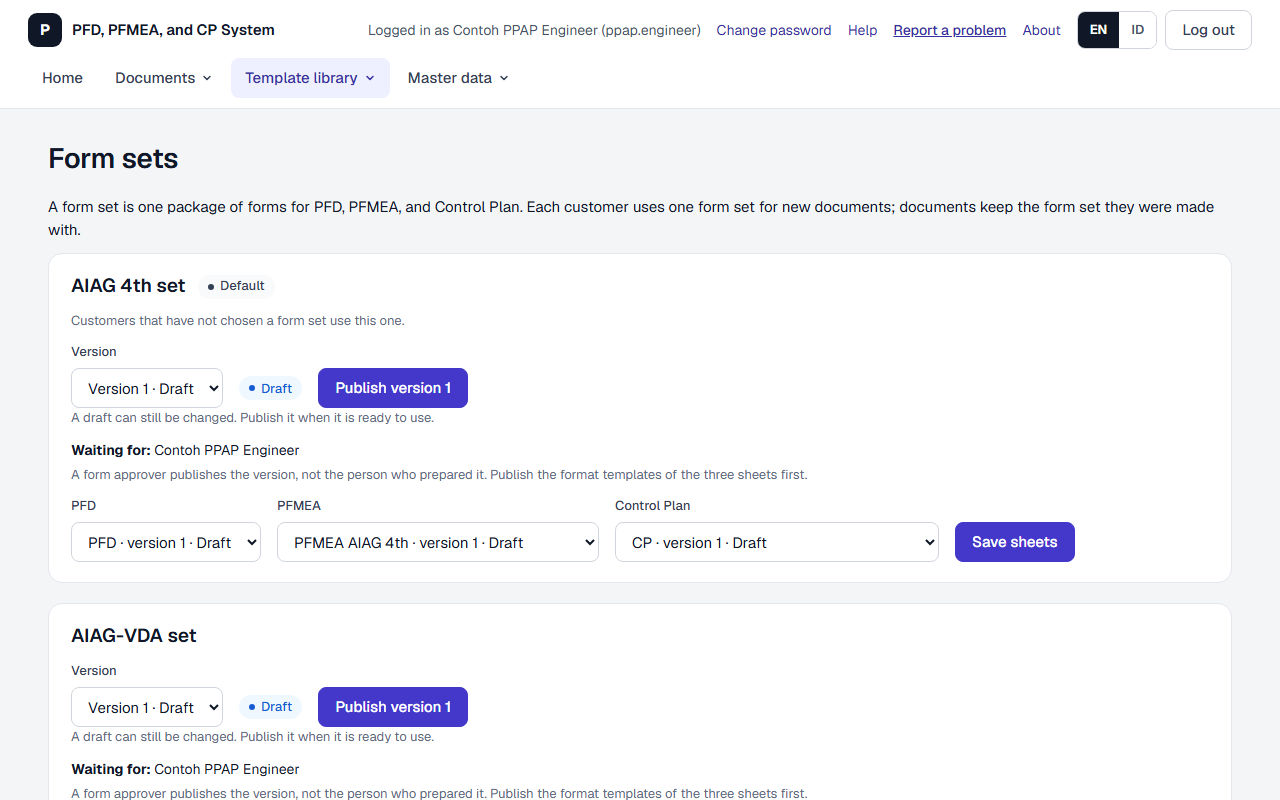 P
PFD, PFMEA, and CP System
Logged in as Contoh PPAP Engineer (ppap.engineer)
Change password
Help
Report a problem
About
EN
ID
Log out
Home
Documents
Template library
Master data
Form sets
A form set is one package of forms for PFD, PFMEA, and Control Plan. Each customer uses one form set for new documents; documents keep the form set they were made
with.
AIAG 4th set
Default
Customers that have not chosen a form set use this one.
Version
Version 1 · Draft
Draft
Publish version 1
A draft can still be changed. Publish it when it is ready to use.
Waiting for: Contoh PPAP Engineer
A form approver publishes the version, not the person who prepared it. Publish the format templates of the three sheets first.
PFD
PFMEA
Control Plan
PFD · version 1 · Draft
PFMEA AIAG 4th · version 1 · Draft
CP · version 1 · Draft
Save sheets
AIAG-VDA set
Version
Version 1 · Draft
Draft
Publish version 1
A draft can still be changed. Publish it when it is ready to use.
Waiting for: Contoh PPAP Engineer
A form approver publishes the version, not the person who prepared it. Publish the format templates of the three sheets first.